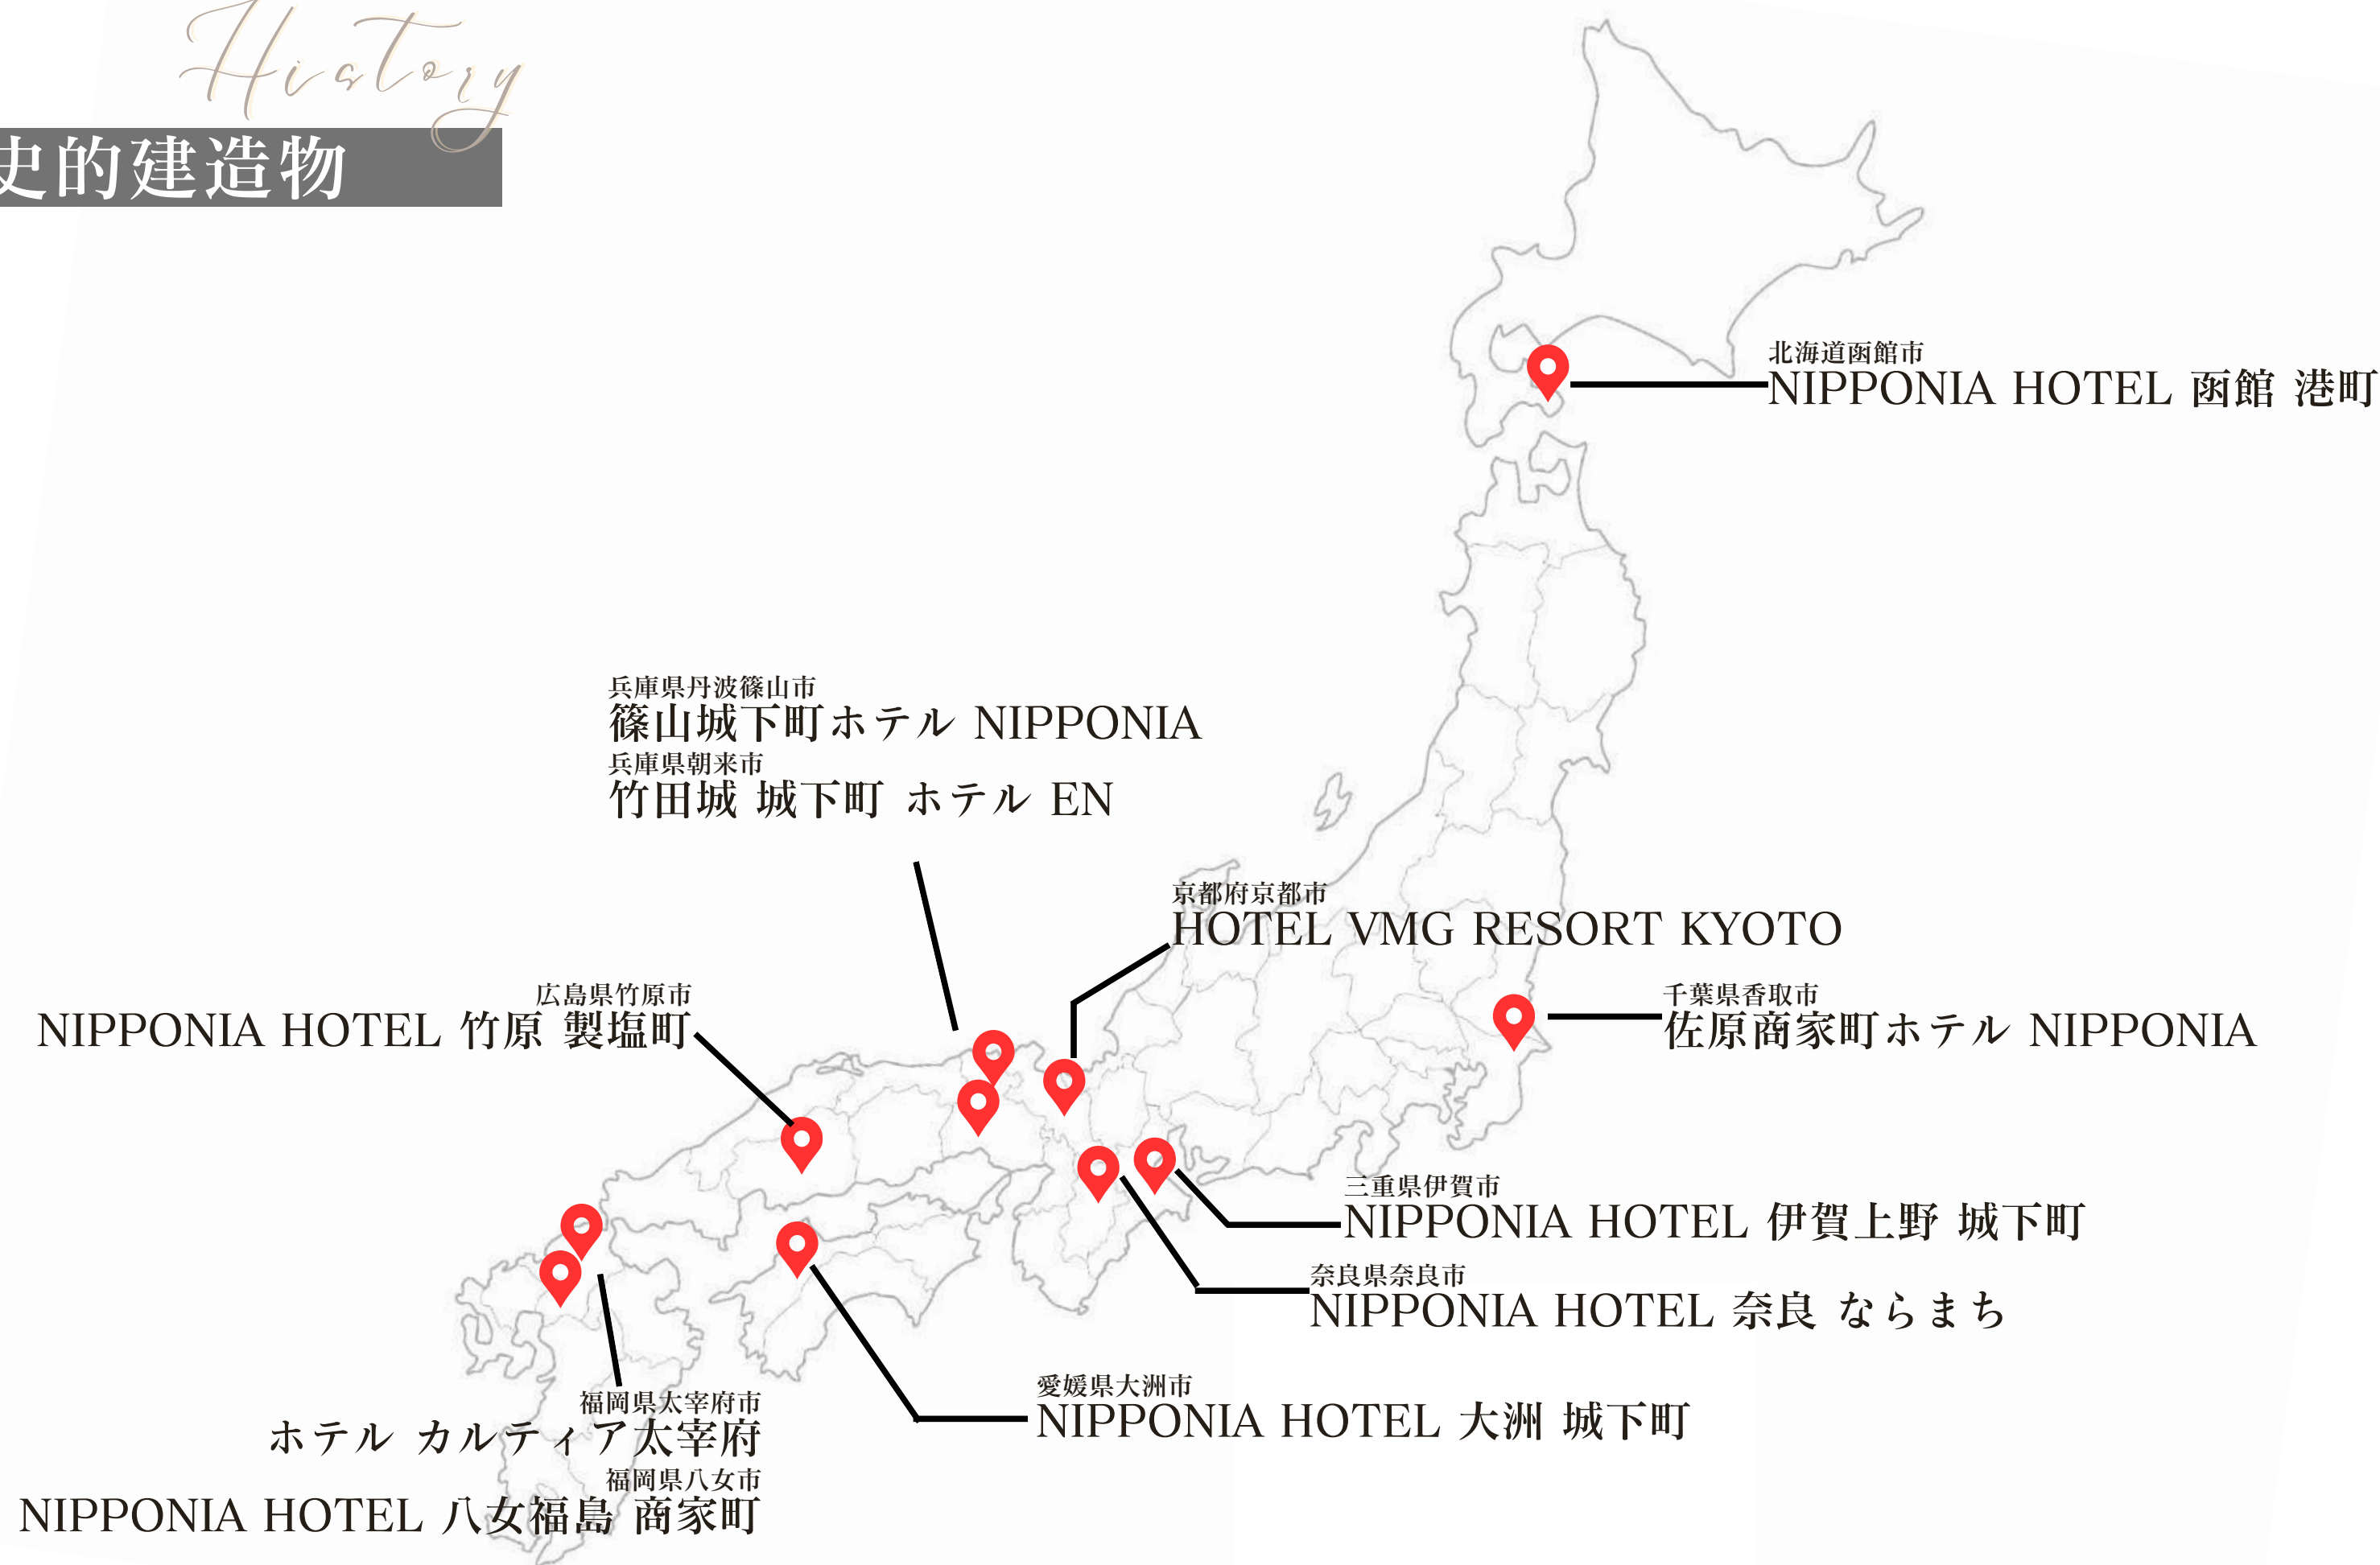 History
史的建造物
北海道函館市
NIPPONIA HOTEL 函館 港町
兵庫県丹波篠山市
篠山城下町ホテル NIPPONIA
兵庫県朝来市
竹田城 城下町 ホテル EN
京都府京都市
HOTEL VMG RESORT KYOTO
広島県竹原市
NIPPONIA HOTEL 竹原 製塩町
千葉県香取市
佐原商家町ホテル NIPPONIA
三重県伊賀市
NIPPONIA HOTEL 伊賀上野 城下町
奈良県奈良市
NIPPONIA HOTEL 奈良 ならまち
愛媛県大洲市
NIPPONIA HOTEL 大洲 城下町
福岡県太宰府市
ホテル カルティア太宰府
福岡県八女市
NIPPONIA HOTEL 八女福島 商家町